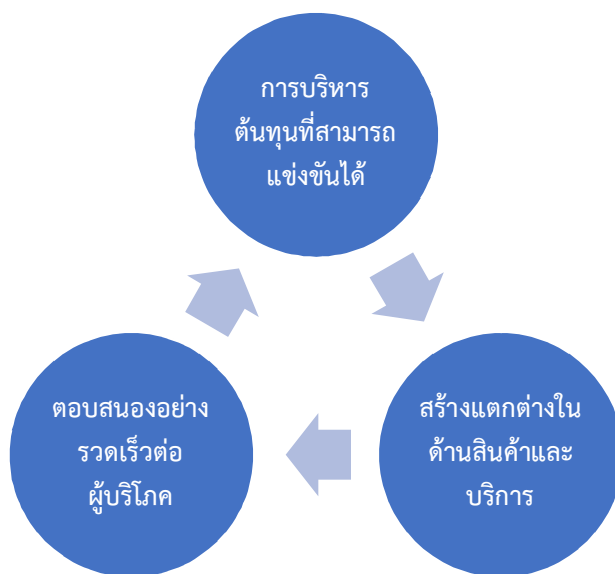 การบริหาร
ต้นทุนที่สามารถ
แข่งขันได้
สร้างแตกต่างใน
ด้านสินค้าและ
บริการ
ตอบสนองอย่าง
รวดเร็วต่อ
ผู้บริโภค